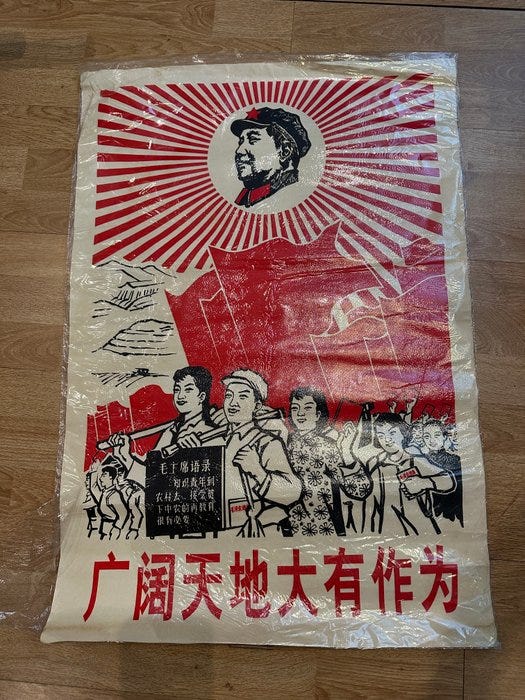 毛主席语录
知识青年到
农村去，接受贫
下中农的再教育，
很有必要
广阔天地大有作为